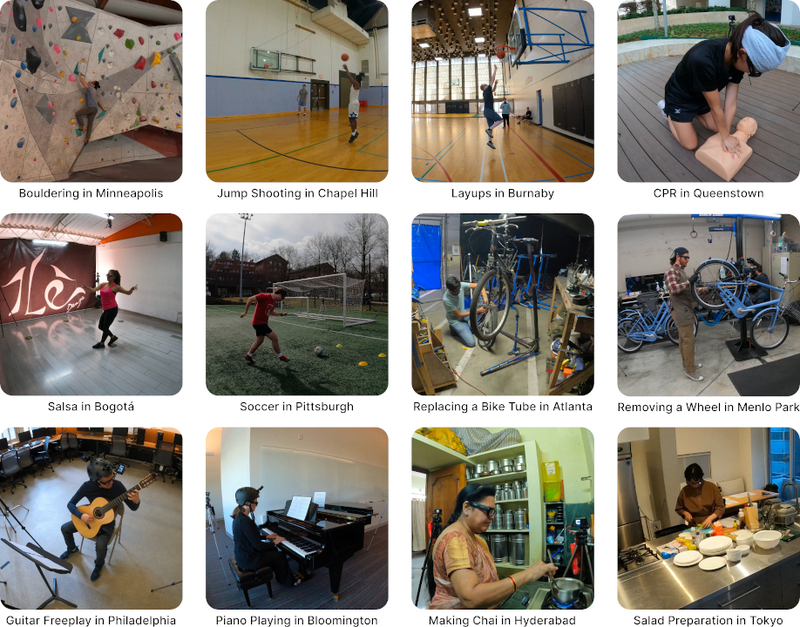 Bouldering in Minneapolis
Jump Shooting in Chapel Hill
Layups in Burnaby
CPR in Queenstown
Salsa in Bogotá
Soccer in Pittsburgh
Replacing a Bike Tube in Atlanta
Removing a Wheel in Menlo Park
Guitar Freeplay in Philadelphia
Piano Playing in Bloomington
Making Chai in Hyderabad
Salad Preparation in Tokyo